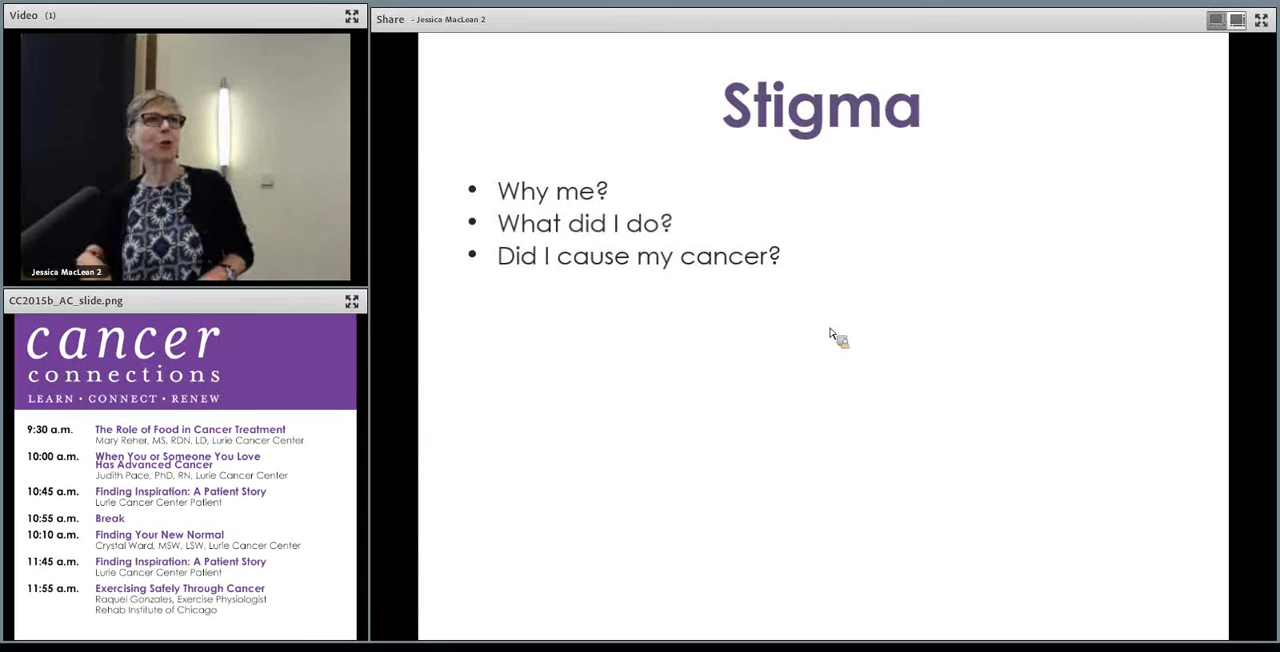 Video (1)
Jessica MacLean 2
CC2015b_AC_slide.png
cancer
connections
LEARN • CONNECT • RENEW
9:30 a.m. The Role of Food in Cancer Treatment
Mary Reher, MS, RDN, LD, Lurie Cancer Center
10:00 a.m. When You or Someone You Love
Has Advanced Cancer
Judith Pace, PhD, RN, Lurie Cancer Center
10:45 a.m. Finding Inspiration: A Patient Story
Lurie Cancer Center Patient
10:55 a.m. Break
10:10 a.m. Finding Your New Normal
Crystal Ward, MSW, LSW, Lurie Cancer Center
11:45 a.m. Finding Inspiration: A Patient Story
Lurie Cancer Center Patient
11:55 a.m. Exercising Safely Through Cancer
Raquel Gonzales, Exercise Physiologist
Rehab Institute of Chicago
Share - Jessica MacLean 2
Stigma
• Why me?
• What did I do?
• Did I cause my cancer?